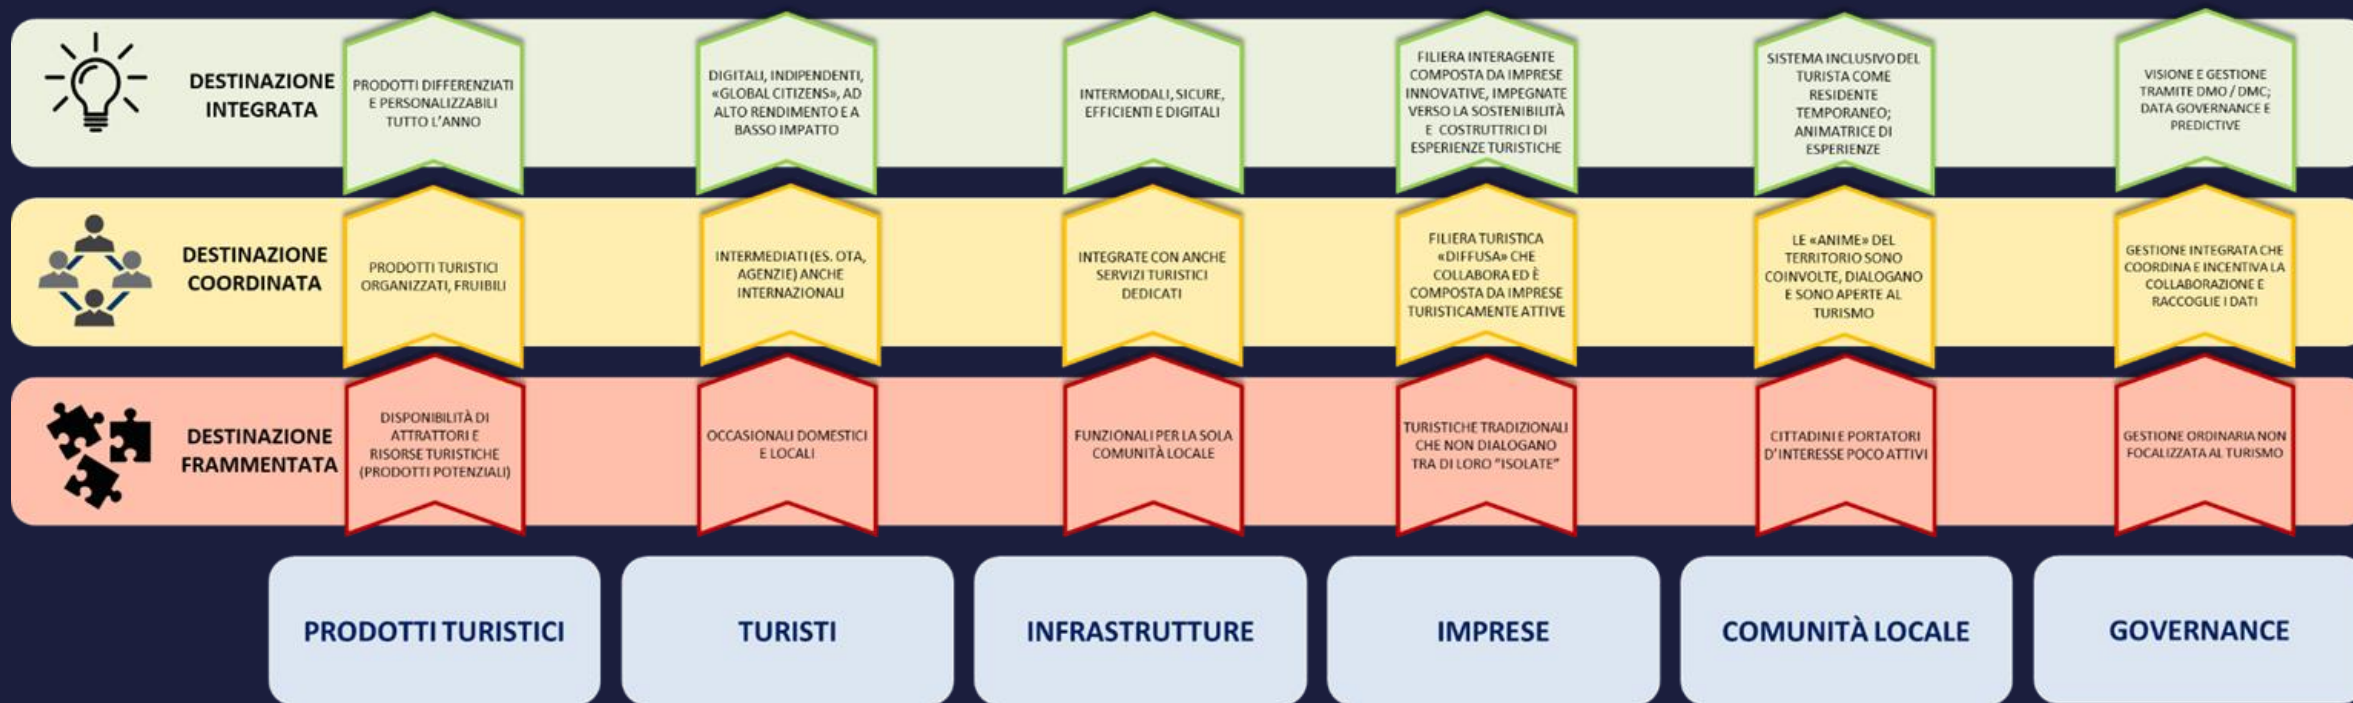 DESTINAZIONE
INTEGRATA
PRODOTTI DIFFERENZIATI
E PERSONALIZZABILI
TUTTO L'ANNO
DIGITALI, INDIPENDENTI,
«GLOBAL CITIZENS», AD
ALTO RENDIMENTO E A
BASSO IMPATTO
INTERMODALI, SICURE,
EFFICIENTI E DIGITALI
FILIERA INTERAGENTE
COMPOSTA DA IMPRESE
INNOVATIVE, IMPEGNATE
VERSO LA SOSTENIBILITÀ
E COSTRUTTRICI DI
ESPERIENZE TURISTICHE
SISTEMA INCLUSIVO DEL
TURISTA COME
RESIDENTE
TEMPORANEO;
ANIMATRICE DI
ESPERIENZE
VISIONE E GESTIONE
TRAMITE DMO / DMC;
DATA GOVERNANCE E
PREDICTIVE
DESTINAZIONE
COORDINATA
PRODOTTI TURISTICI
ORGANIZZATI, FRUIBILI
INTERMEDIATI (ES. OTA,
AGENZIE) ANCHE
INTERNAZIONALI
INTEGRATE CON ANCHE
SERVIZI TURISTICI
DEDICATI
FILIERA TURISTICA
«DIFFUSA» CHE
COLLABORA ED È
COMPOSTA DA IMPRESE
TURISTICAMENTE ATTIVE
LE «ANIME» DEL
TERRITORIO SONO
COINVOLTE, DIALOGANO
E SONO APERTE AL
TURISMO
GESTIONE INTEGRATA CHE
COORDINA E INCENTIVA LA
COLLABORAZIONE E
RACCOGLIE I DATI
DESTINAZIONE
FRAMMENTATA
DISPONIBILITÀ DI
ATTRATTORI E
RISORSE TURISTICHE
(PRODOTTI POTENZIALI)
OCCASIONALI DOMESTICI
E LOCALI
FUNZIONALI PER LA SOLA
COMUNITÀ LOCALE
TURISTICHE TRADIZIONALI
CHE NON DIALOGANO
TRA DI LORO "ISOLATE"
CITTADINI E PORTATORI
D'INTERESSE POCO ATTIVI
GESTIONE ORDINARIA NON
FOCALIZZATA AL TURISMO
PRODOTTI TURISTICI
TURISTI
INFRASTRUTTURE
IMPRESE
COMUNITÀ LOCALE
GOVERNANCE